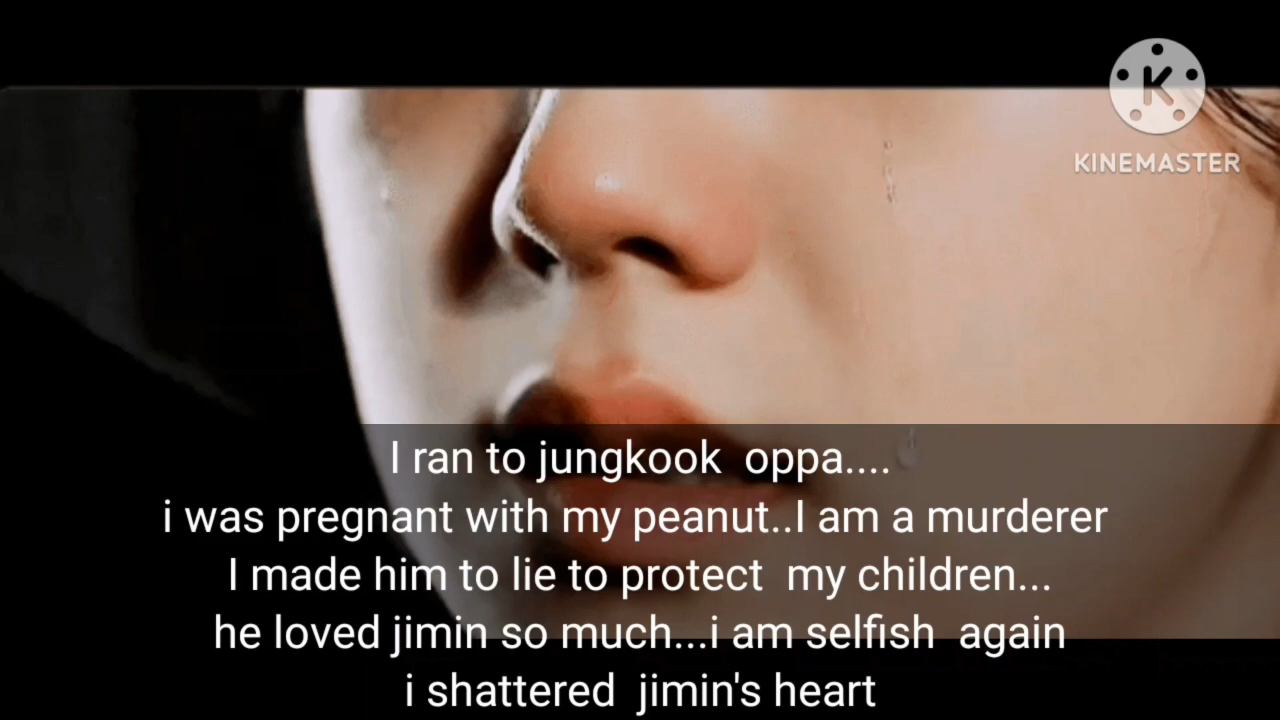 K
KINEMASTER
I ran to jungkook  oppa....
i was pregnant with my peanut..I am a murderer
I made him to lie to protect  my children...
he loved jimin so much...i am selfish  again
i shattered  jimin's heart